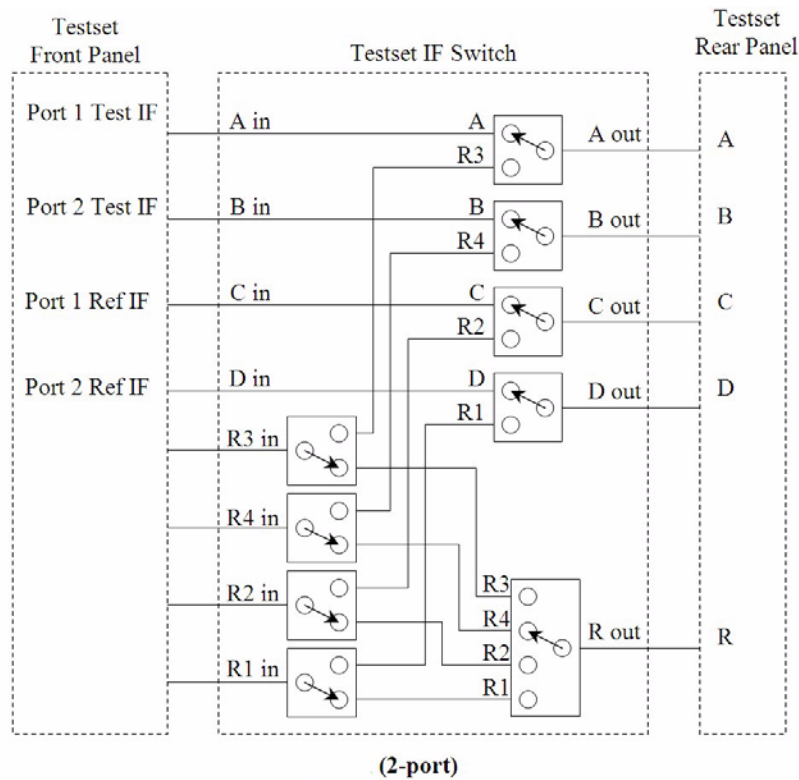 Testset
Front Panel
Testset IF Switch
Testset
Rear Panel
Port 1 Test IF
A in
A
A out
A
R3
Port 2 Test IF
B in
B
B out
B
R4
Port 1 Ref IF
C in
C
C out
C
R2
Port 2 Ref IF
D in
D
D out
D
R1
R3 in
R4 in
R2 in
R1 in
R3
R4
R2
R1
R out
R
(2-port)